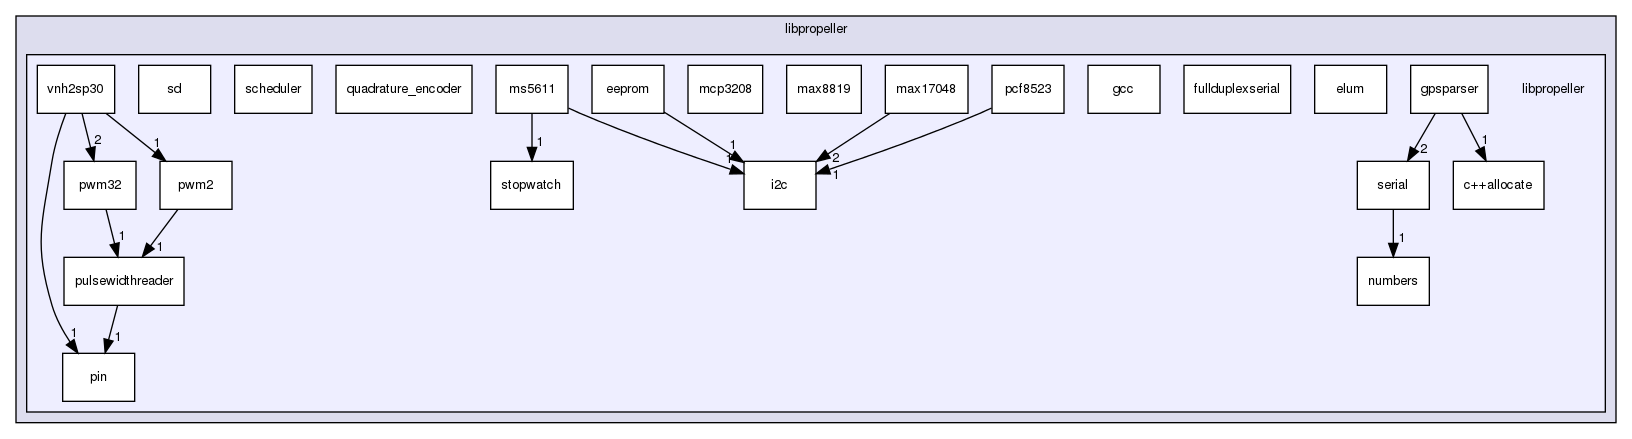 libpropeller
vnh2sp30
sd
scheduler
quadrature_encoder
ms5611
eeprom
mcp3208
max8819
max17048
pcf8523
gcc
fullduplexserial
elum
gpsparser
libpropeller
2
1
1
1
1
2
1
2
1
pwm32
pwm2
stopwatch
i2c
serial
c++allocate
1
1
1
pulsewidthreader
numbers
1
1
pin